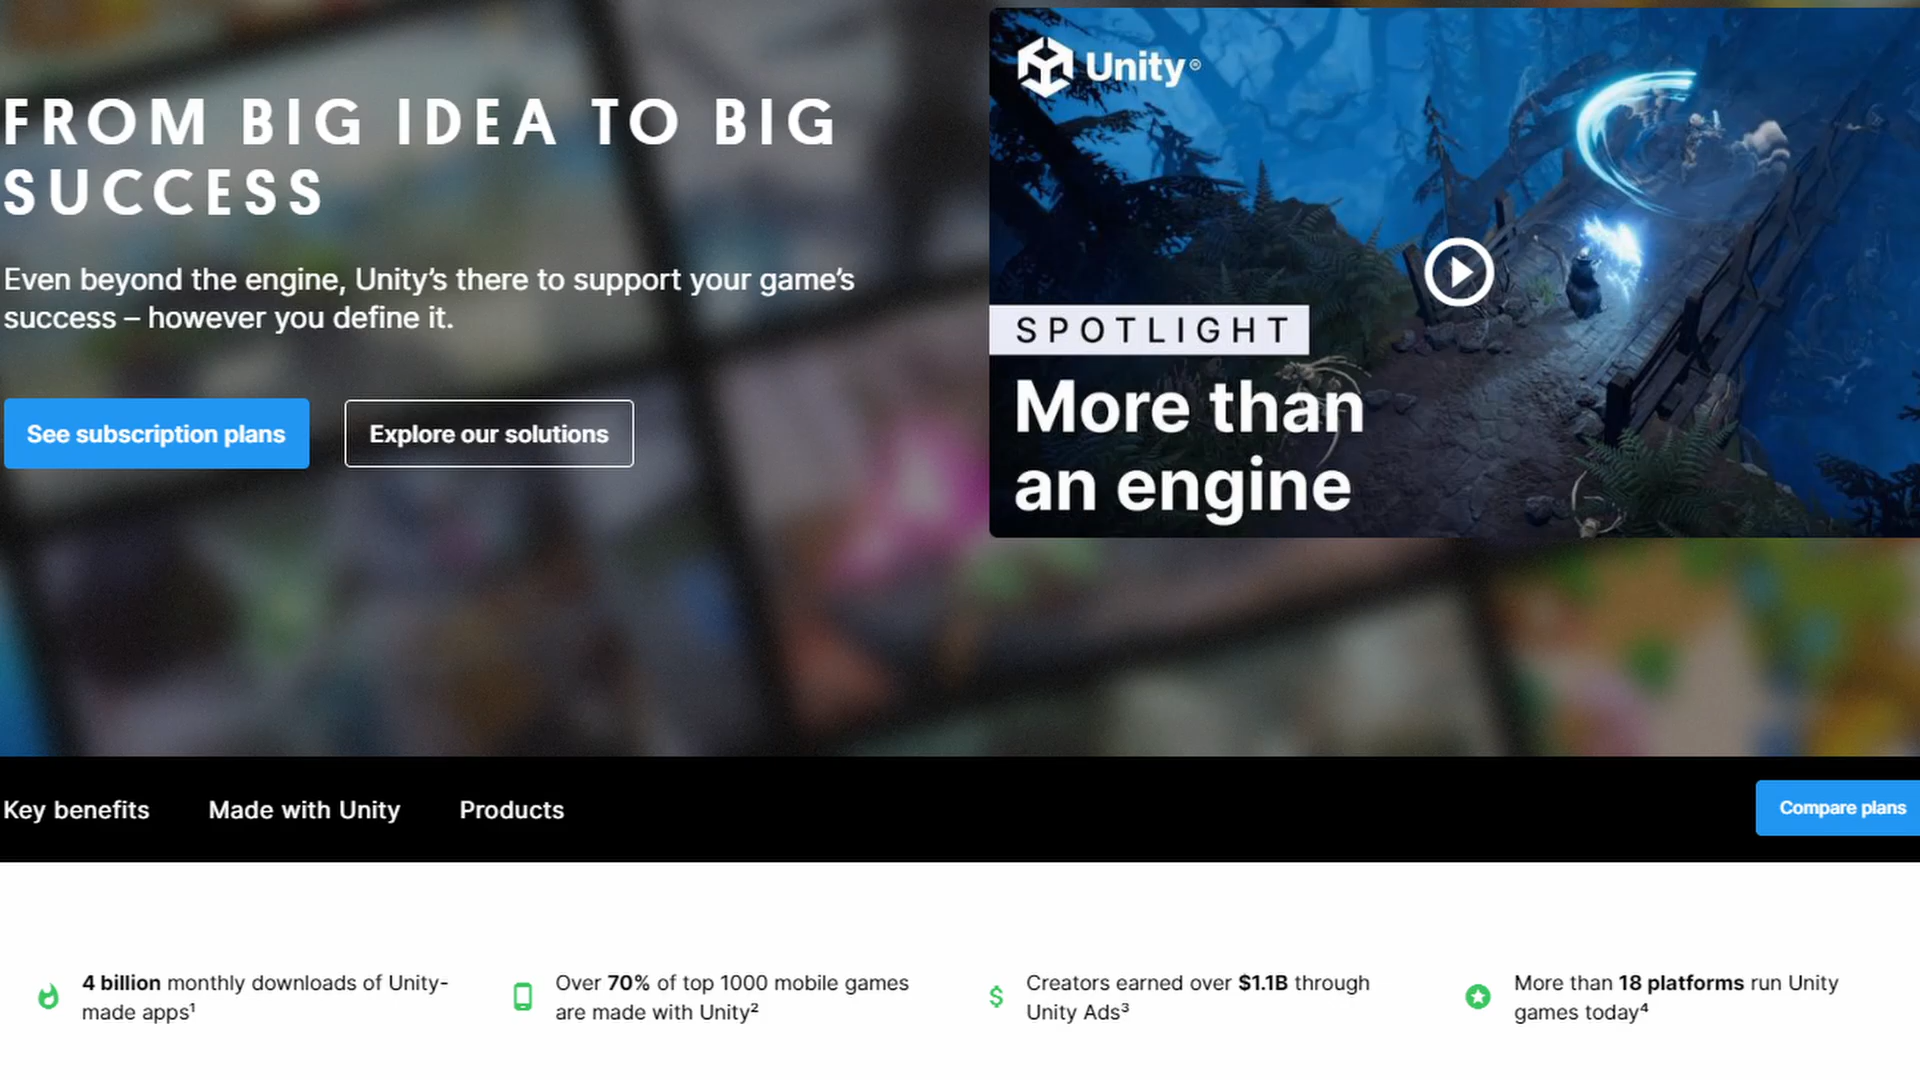 FROM BIG IDEA TO BIG
SUCCESS
Even beyond the engine, Unity’s there to support your game’s
success – however you define it.
See subscription plans
Explore our solutions
Unity®
SPOTLIGHT
More than
an engine
Key benefits
Made with Unity
Products
Compare plans
4 billion monthly downloads of Unity-
made apps¹
Over 70% of top 1000 mobile games
are made with Unity²
Creators earned over $1.1B through
Unity Ads³
More than 18 platforms run Unity
games today⁴